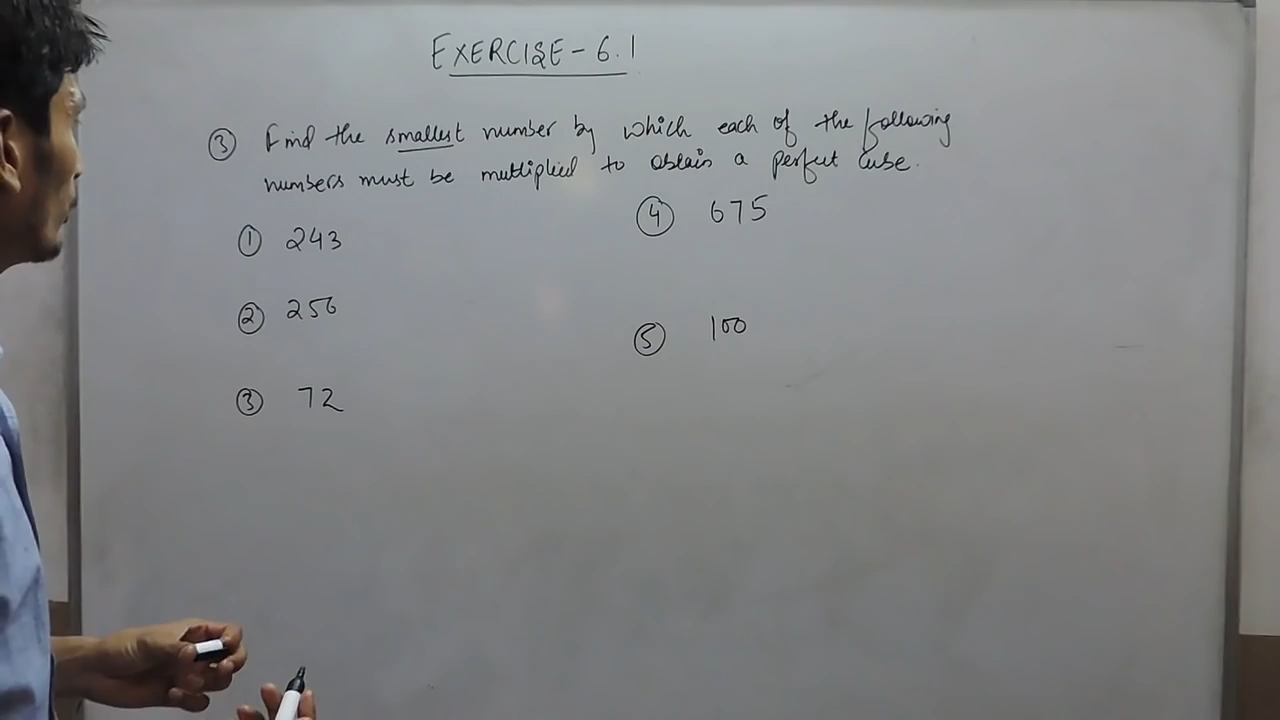 EXERCISE - 6.1
③ Find the smallest number by which each of the following
numbers must be multiplied to obtain a perfect cube.
① 243
② 256
③ 72
④ 675
⑤ 100